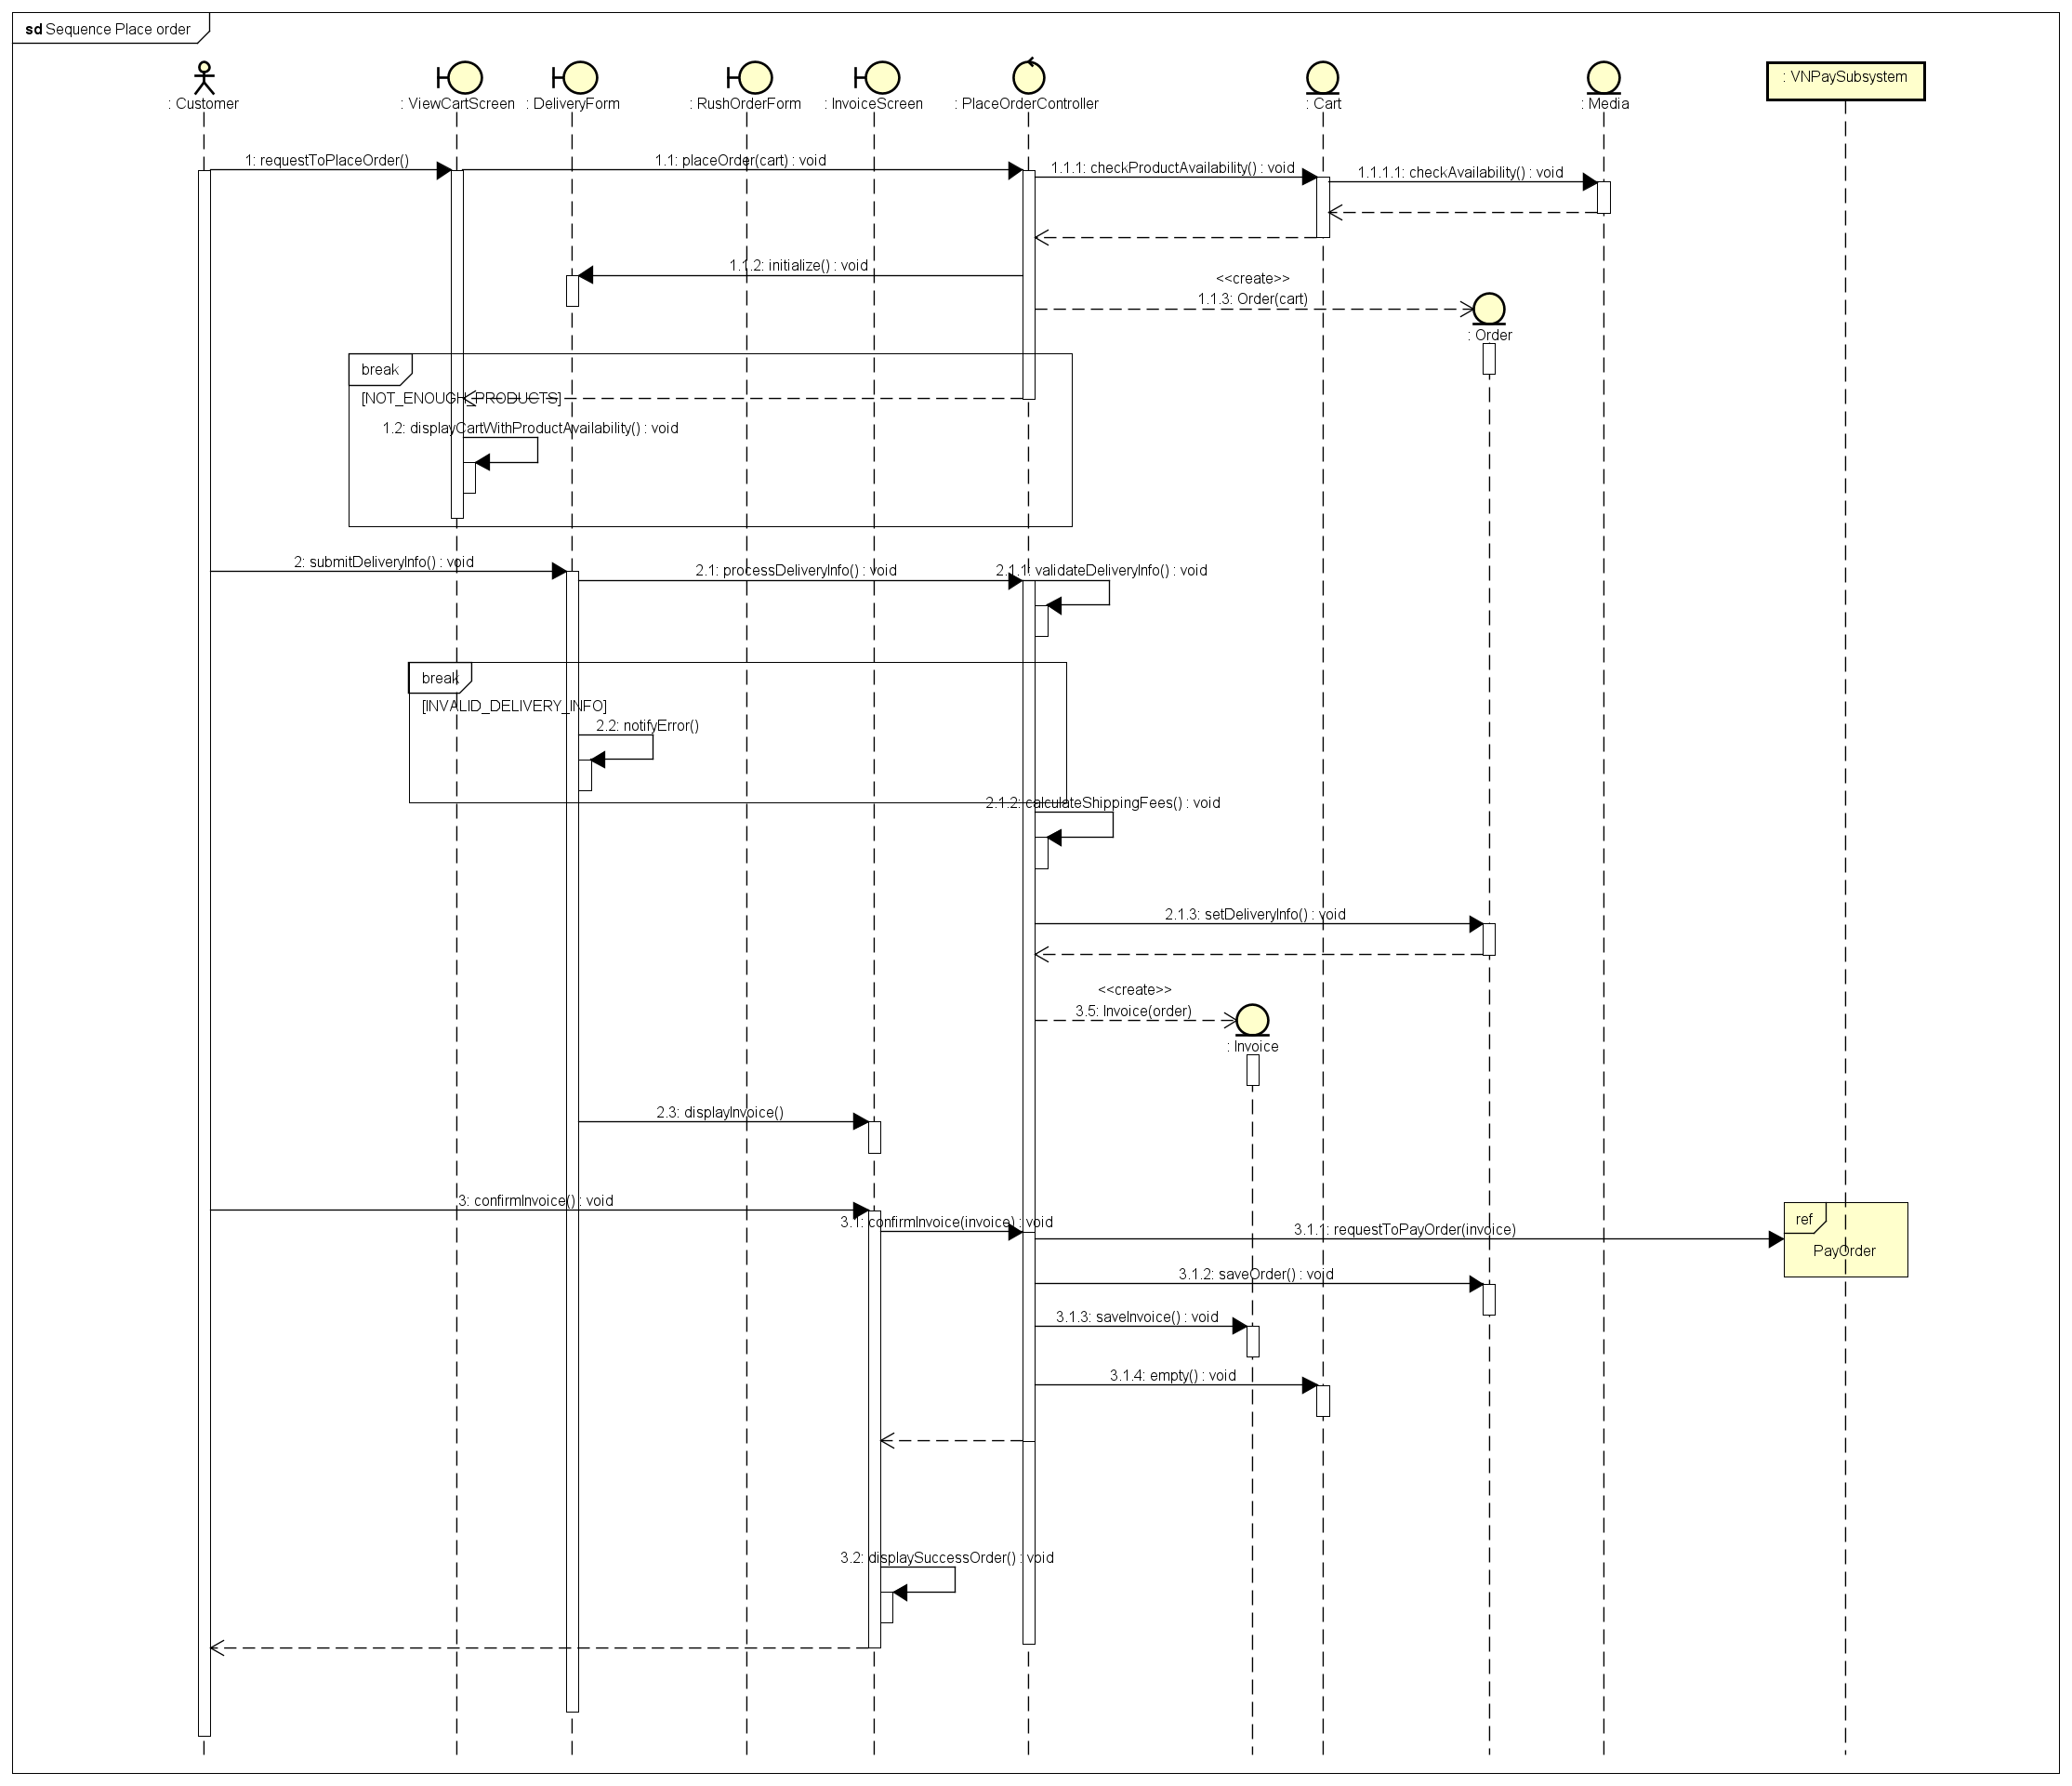 sd Sequence Place order
: VNPaySubsystem
: Customer
: ViewCartScreen
: DeliveryForm
: RushOrderForm
: InvoiceScreen
: PlaceOrderController
: Cart
: Media
1: requestToPlaceOrder()
1.1: placeOrder(cart) : void
1.1.1: checkProductAvailability() : void
1.1.1.1: checkAvailability() : void
1.1.2: initialize() : void
<<create>>
1.1.3: Order(cart)
: Order
break
[NOT_ENOUGH_PRODUCTS]
1.2: displayCartWithProductAvailability() : void
2: submitDeliveryInfo() : void
2.1: processDeliveryInfo() : void
2.1.1: validateDeliveryInfo() : void
break
[INVALID_DELIVERY_INFO]
2.2: notifyError()
2.1.2: calculateShippingFees() : void
2.1.3: setDeliveryInfo() : void
<<create>>
3.5: Invoice(order)
: Invoice
2.3: displayInvoice()
3: confirmInvoice() : void
3.1: confirmInvoice(invoice) : void
3.1.1: requestToPayOrder(invoice)
ref
PayOrder
3.1.2: saveOrder() : void
3.1.3: saveInvoice() : void
3.1.4: empty() : void
3.2: displaySuccessOrder() : void